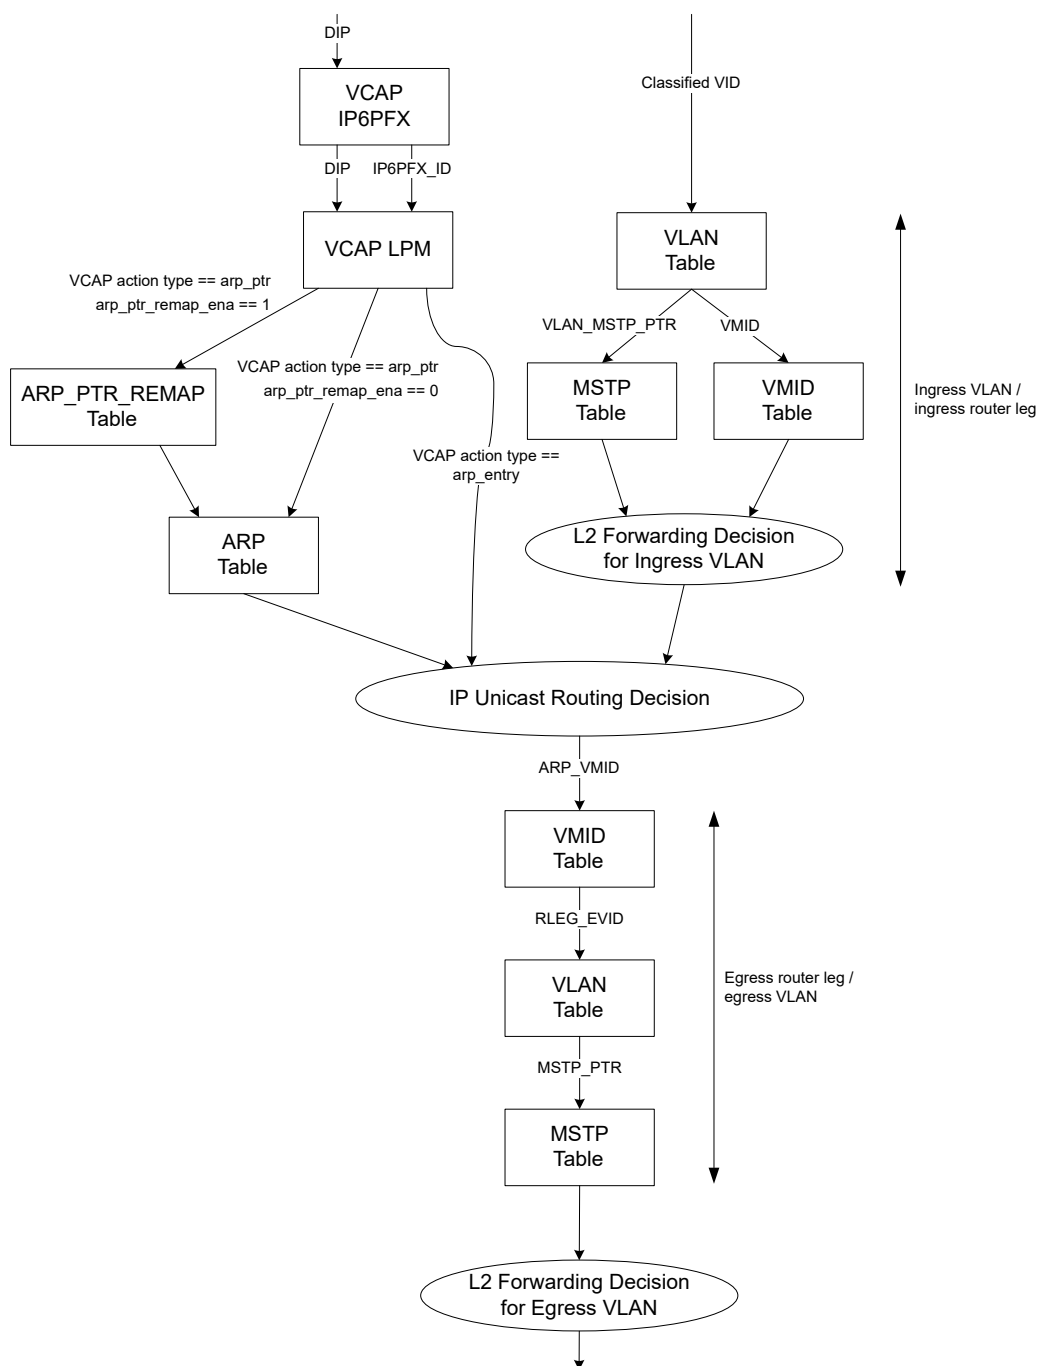 DIP
Classified VID
VCAP
IP6PFX
DIP
IP6PFX_ID
VCAP LPM
VLAN
Table
VCAP action type == arp_ptr
arp_ptr_remap_ena == 1
VLAN_MSTP_PTR
VMID
VCAP action type == arp_ptr
arp_ptr_remap_ena == 0
ARP_PTR_REMAP
Table
MSTP
Table
VMID
Table
Ingress VLAN /
ingress router leg
VCAP action type ==
arp_entry
ARP
Table
L2 Forwarding Decision
for Ingress VLAN
IP Unicast Routing Decision
ARP_VMID
VMID
Table
RLEG_EVID
VLAN
Table
Egress router leg /
egress VLAN
MSTP_PTR
MSTP
Table
L2 Forwarding Decision
for Egress VLAN